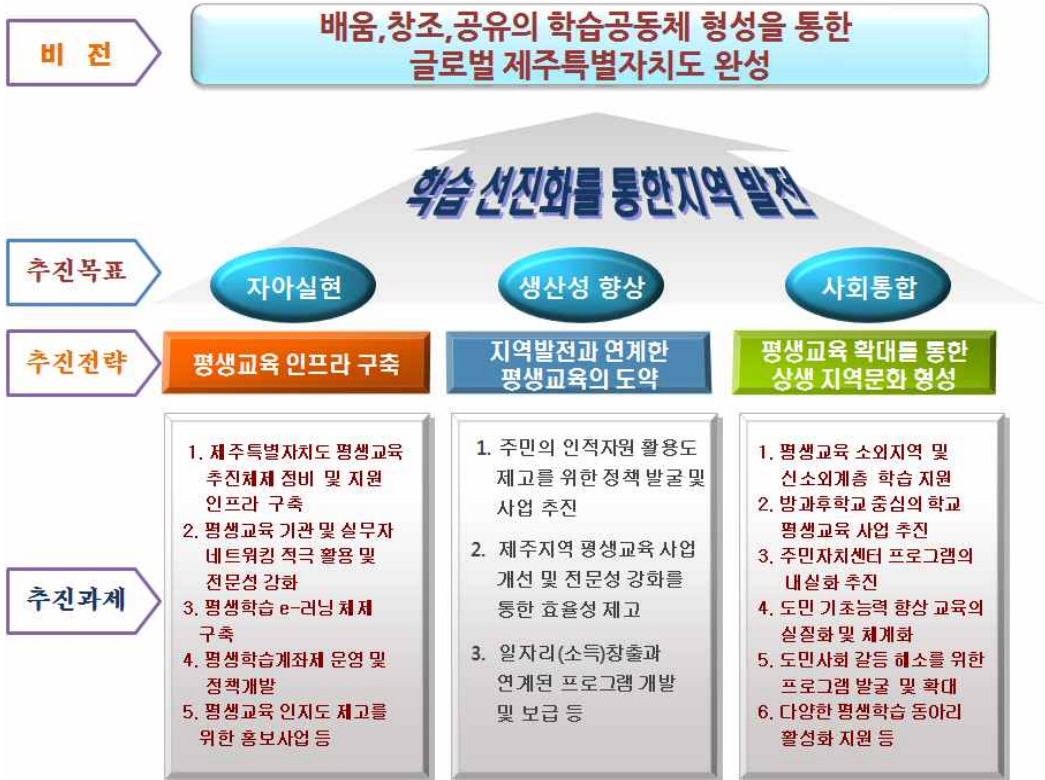 비 전
배움,창조,공유의 학습공동체 형성을 통한
글로벌 제주특별자치도 완성
학습 선진화를 통한지역 발전
추진목표
자아실현
생산성 향상
사회통합
추진전략
평생교육 인프라 구축
지역발전과 연계한
평생교육의 도약
평생교육 확대를 통한
상생 지역문화 형성
추진과제
1. 제주특별자치도 평생교육
추진체제 정비 및 지원
인프라 구축
2. 평생교육 기관 및 실무자
네트워킹 적극 활용 및
전문성 강화
3. 평생학습 e-러닝 체제
구축
4. 평생학습계좌제 운영 및
정책개발
5. 평생교육 인지도 제고를
위한 홍보사업 등
1. 주민의 인적자원 활용도
제고를 위한 정책 발굴 및
사업 추진
2. 제주지역 평생교육 사업
개선 및 전문성 강화를
통한 효율성 제고
3. 일자리(소득)창출과
연계된 프로그램 개발
및 보급 등
1. 평생교육 소외지역 및
신소외계층 학습 지원
2. 방과후학교 중심의 학교
평생교육 사업 추진
3. 주민자치센터 프로그램의
내실화 추진
4. 도민 기초능력 향상 교육의
실질화 및 체계화
5. 도민사회 갈등 해소를 위한
프로그램 발굴 및 확대
6. 다양한 평생학습 동아리
활성화 지원 등